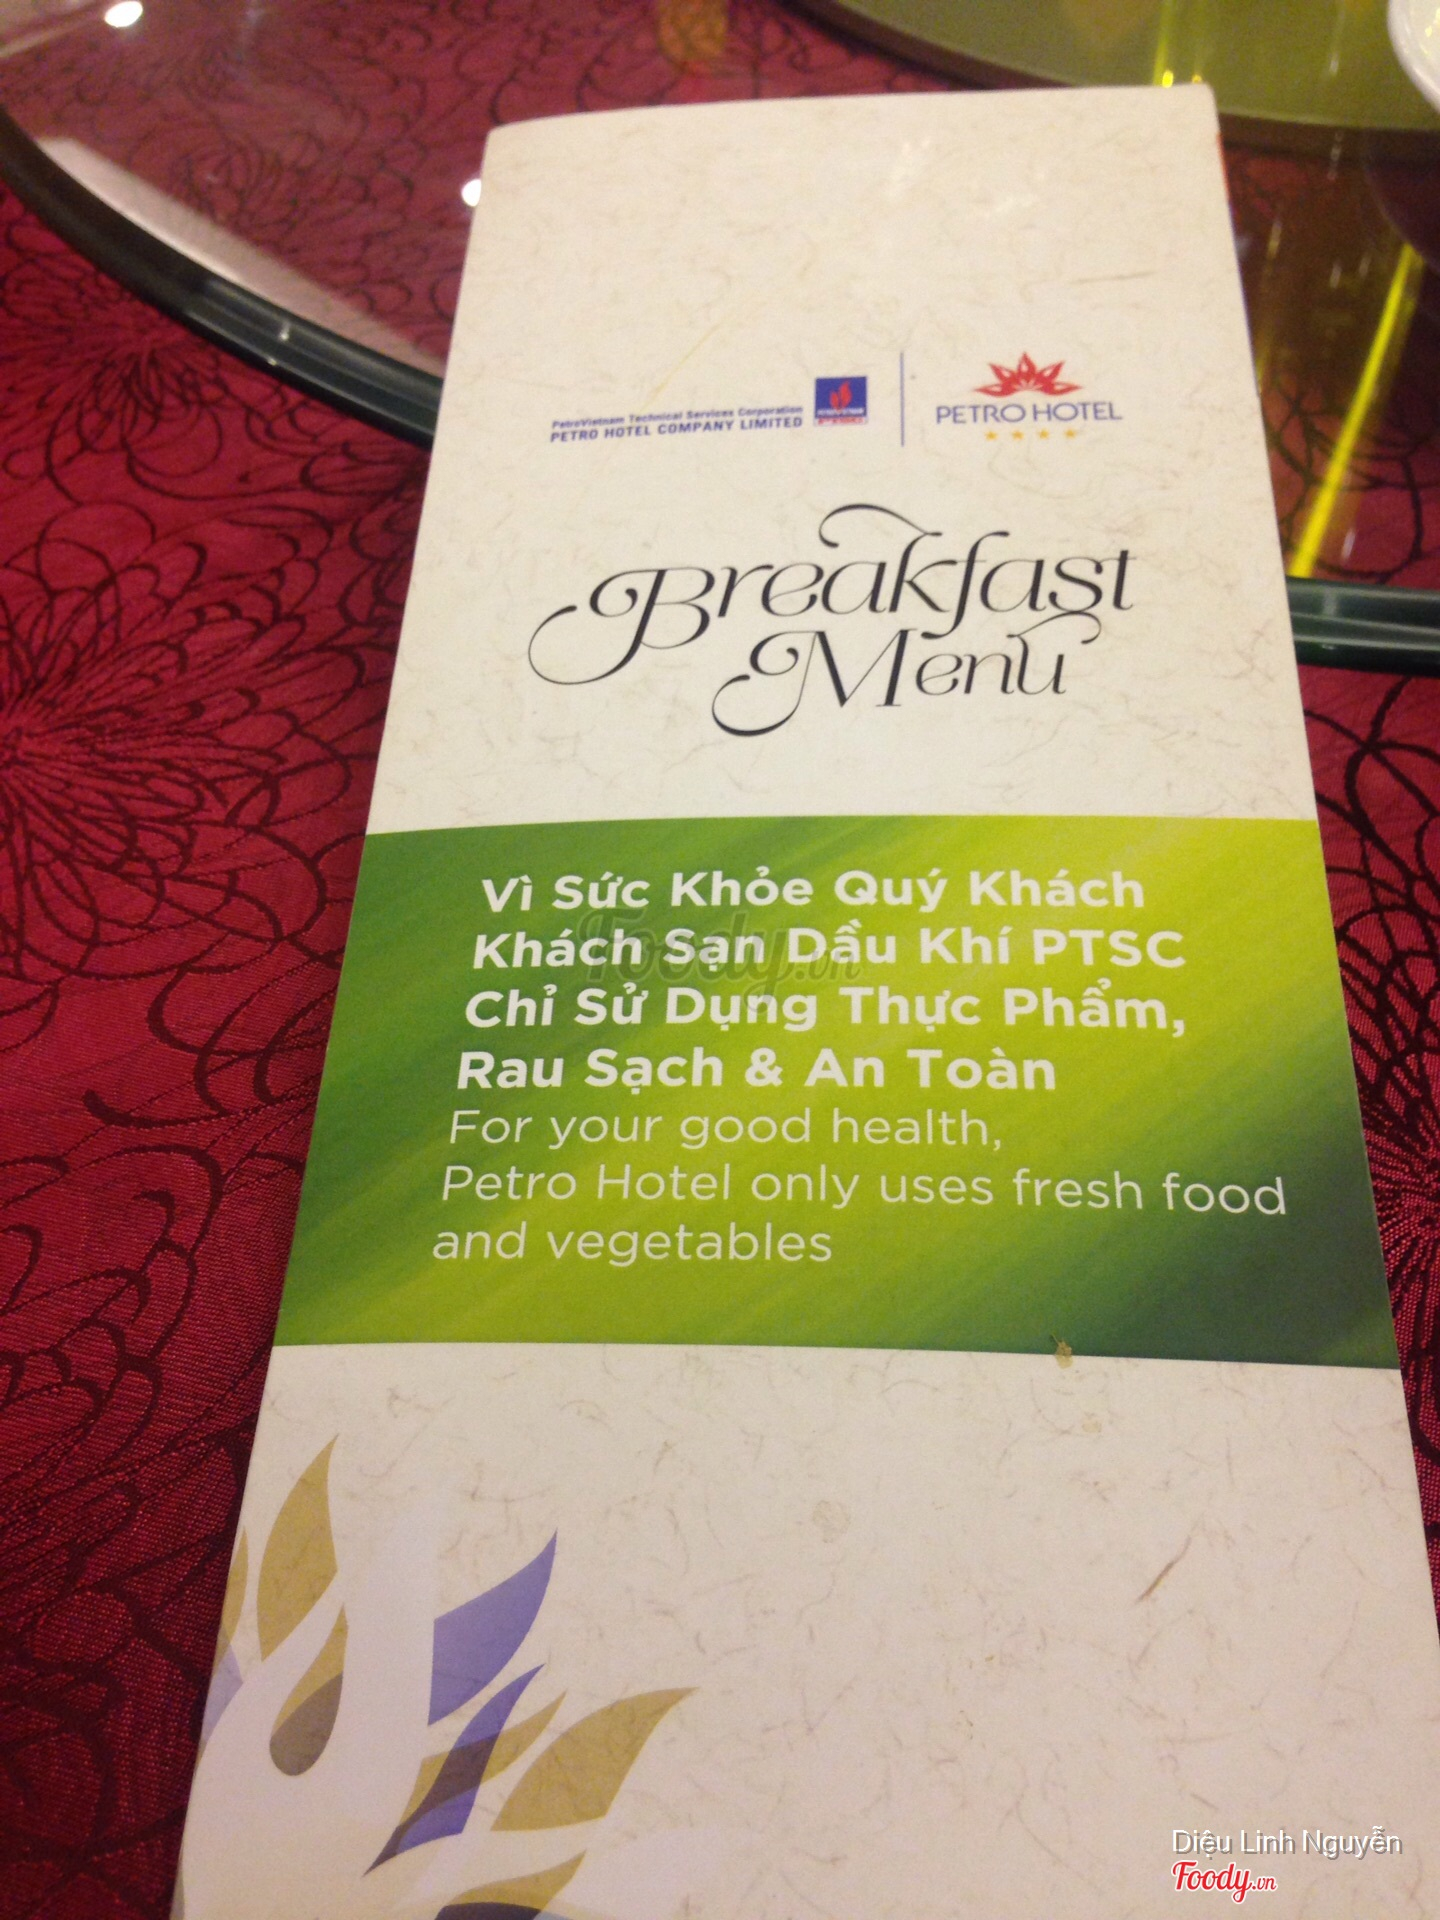 PetroVietnam Technical Services Corporation
PETRO HOTEL COMPANY LIMITED
PETRO HOTEL
Breakfast
Menu
Vì Sức Khỏe Quý Khách
Khách Sạn Dầu Khí PTSC
Chỉ Sử Dụng Thực Phẩm,
Rau Sạch & An Toàn
For your good health,
Petro Hotel only uses fresh food
and vegetables
Foody.vn
Diệu Linh Nguyễn
Foody.vn